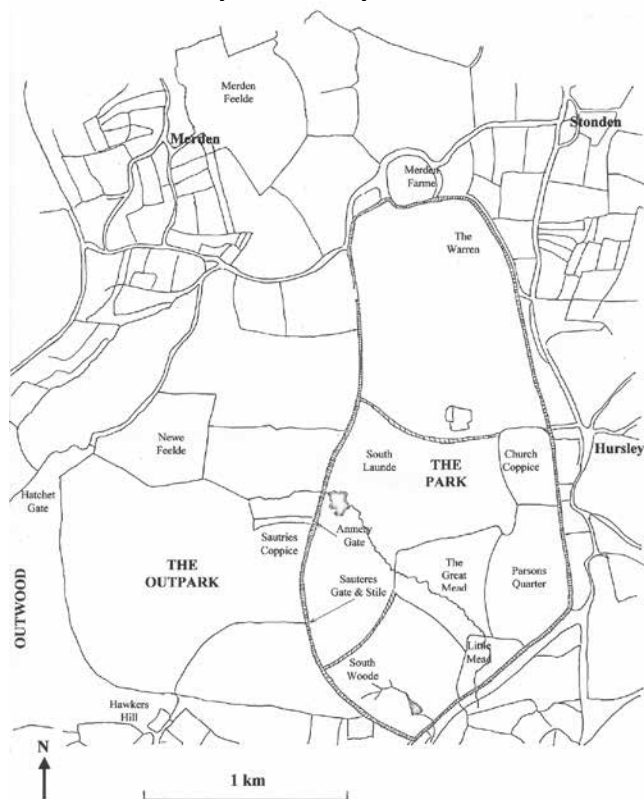 Merden
Feelde
Merden
Stonden
Merden
Farme
The
Warren
Newe
Feelde
South
Launde
THE
PARK
Church
Coppice
Hursley
Hatchet
Gate
Sautries
Coppice
Anmery
Gate
THE
OUTPARK
Sauteres
Gate & Stile
The
Great
Mead
Parsons
Quarter
OUTWOOD
South
Woode
Little
Mead
Hawkers
Hill
N
1 km